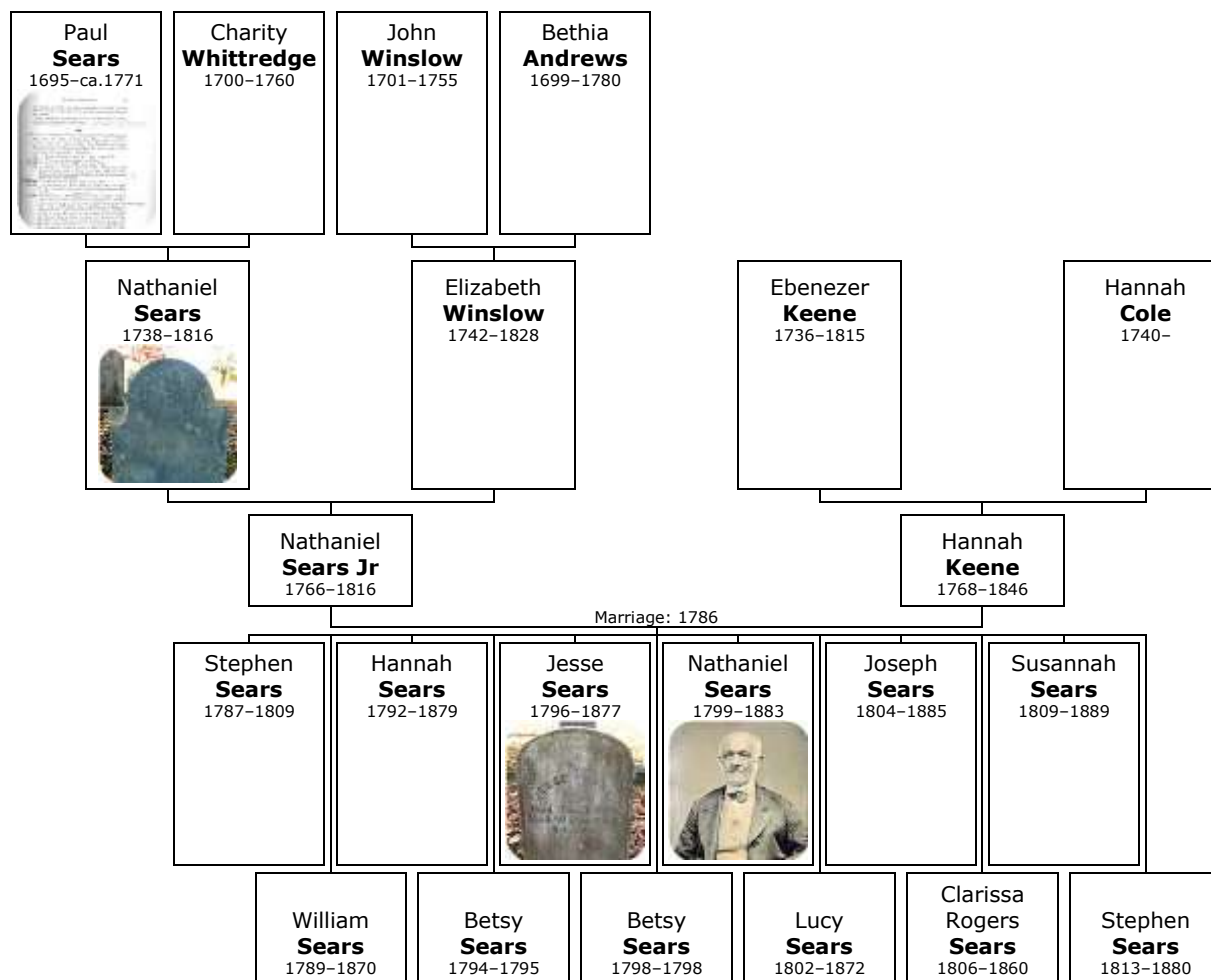 Paul
Sears
1695–ca.1771
Charity
Whittredge
1700–1760
John
Winslow
1701–1755
Bethia
Andrews
1699–1780
Nathaniel
Sears
1738–1816
Elizabeth
Winslow
1742–1828
Ebenezer
Keene
1736–1815
Hannah
Cole
1740–
Nathaniel
Sears Jr
1766–1816
Hannah
Keene
1768–1846
Marriage: 1786
Stephen
Sears
1787–1809
Hannah
Sears
1792–1879
Jesse
Sears
1796–1877
Nathaniel
Sears
1799–1883
Joseph
Sears
1804–1885
Susannah
Sears
1809–1889
William
Sears
1789–1870
Betsy
Sears
1794–1795
Betsy
Sears
1798–1798
Lucy
Sears
1802–1872
Clarissa
Rogers
Sears
1806–1860
Stephen
Sears
1813–1880